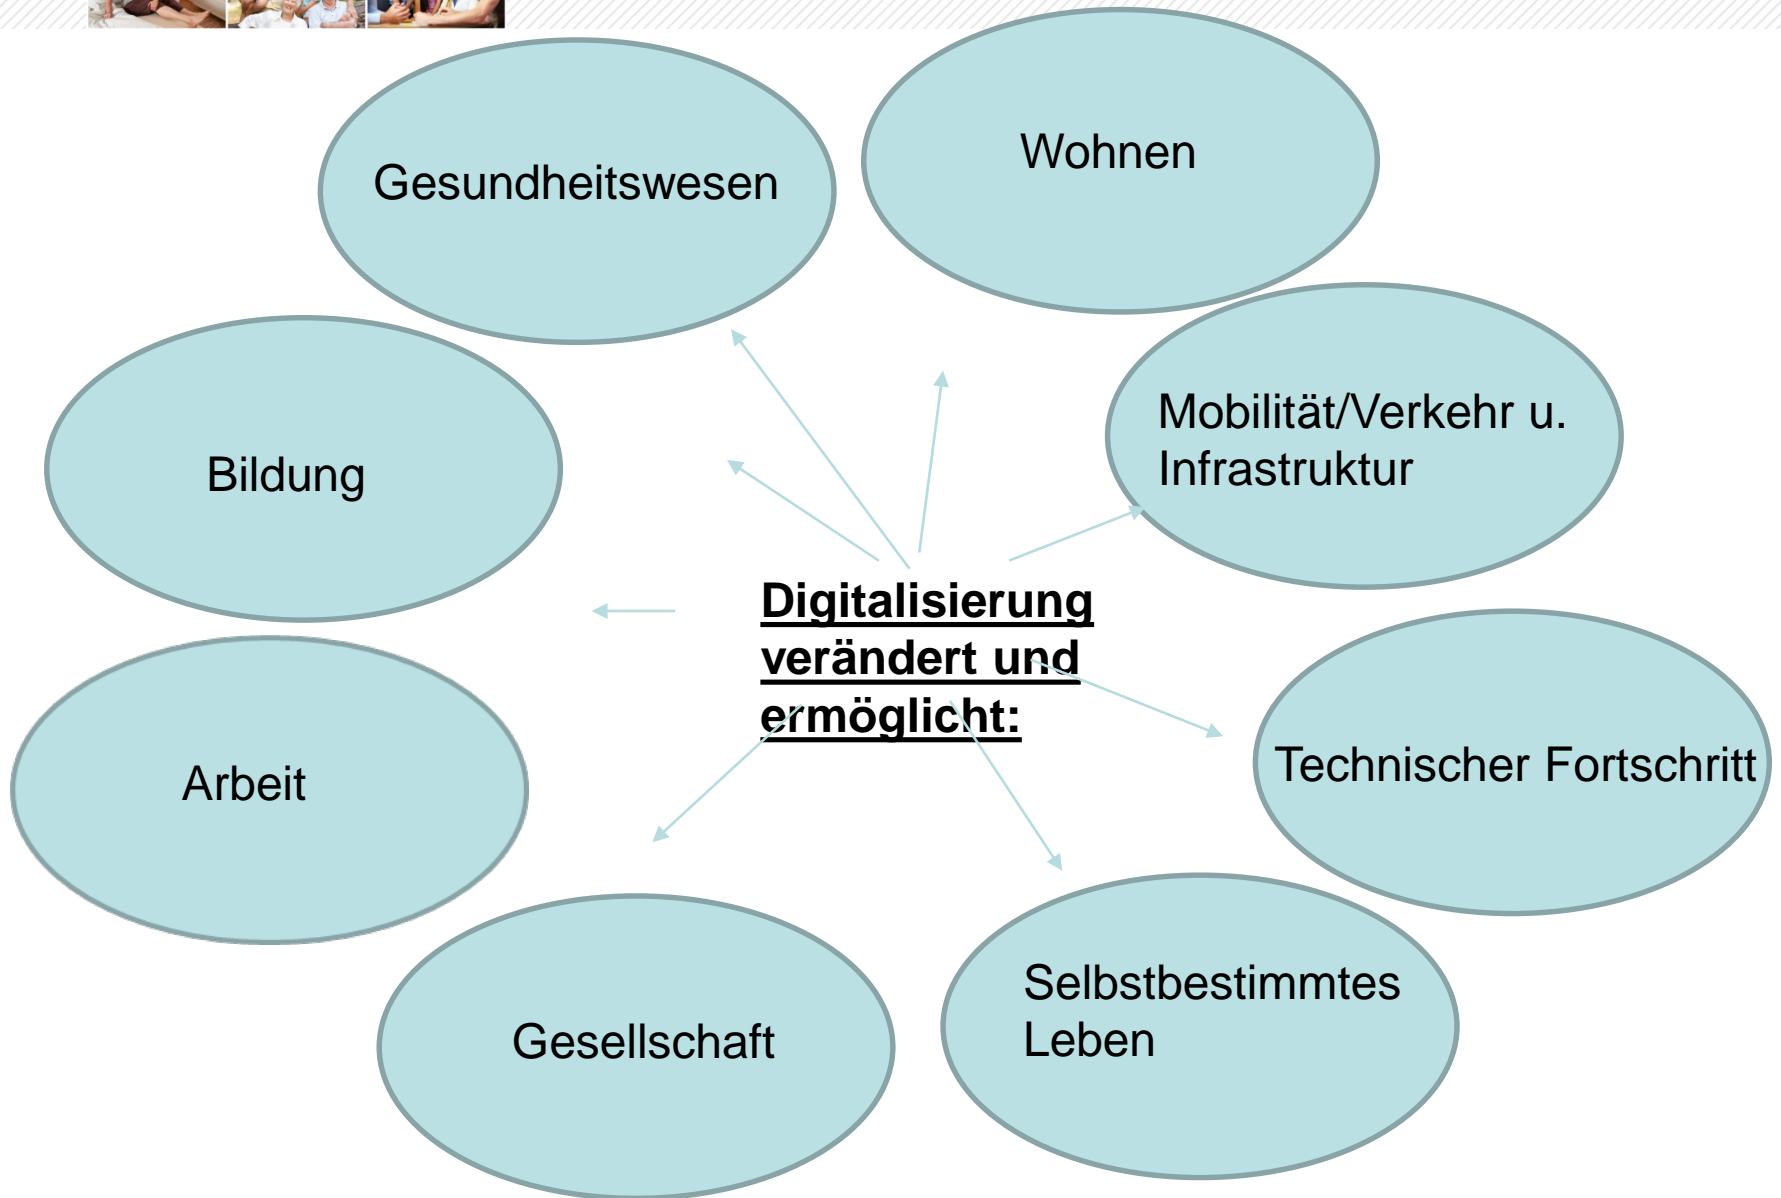 Wohnen
Gesundheitswesen
Mobilität/Verkehr u.
Infrastruktur
Bildung
Digitalisierung
verändert und
ermöglicht:
Technischer Fortschritt
Arbeit
Selbstbestimmtes
Leben
Gesellschaft